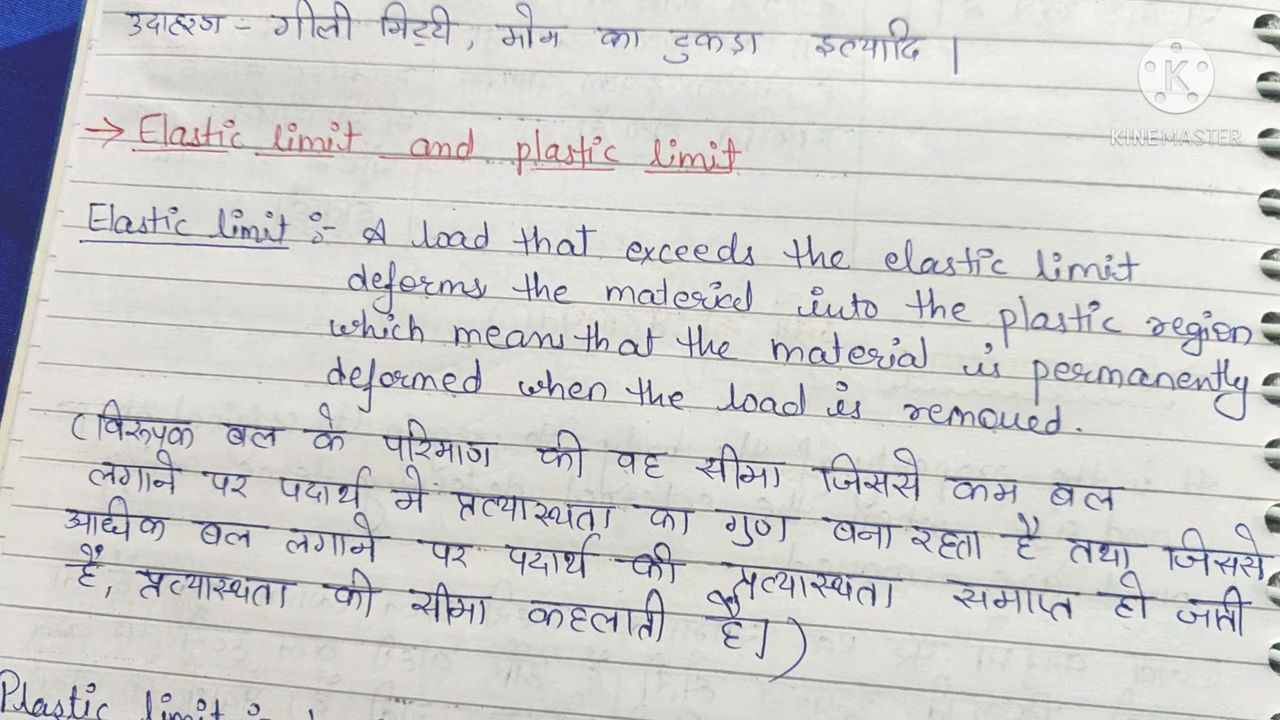 उदाहरण - गीली मिट्टी, मोम का टुकड़ा इत्यादि |
K
KINEMASTER
→ Elastic limit and plastic limit
Elastic limit :- A load that exceeds the elastic limit
deforms the material into the plastic region
which means that the material is permanently
deformed when the load is removed.
(विरूपक बल के परिमाण की वह सीमा जिससे कम बल
लगाने पर पदार्थ में प्रत्यास्थता का गुण बना रहता है तथा जिससे
अधिक बल लगाने पर पदार्थ की प्रत्यास्थता समाप्त हो जाती
है, प्रत्यास्थता की सीमा कहलाती है।)
Plastic limit :-